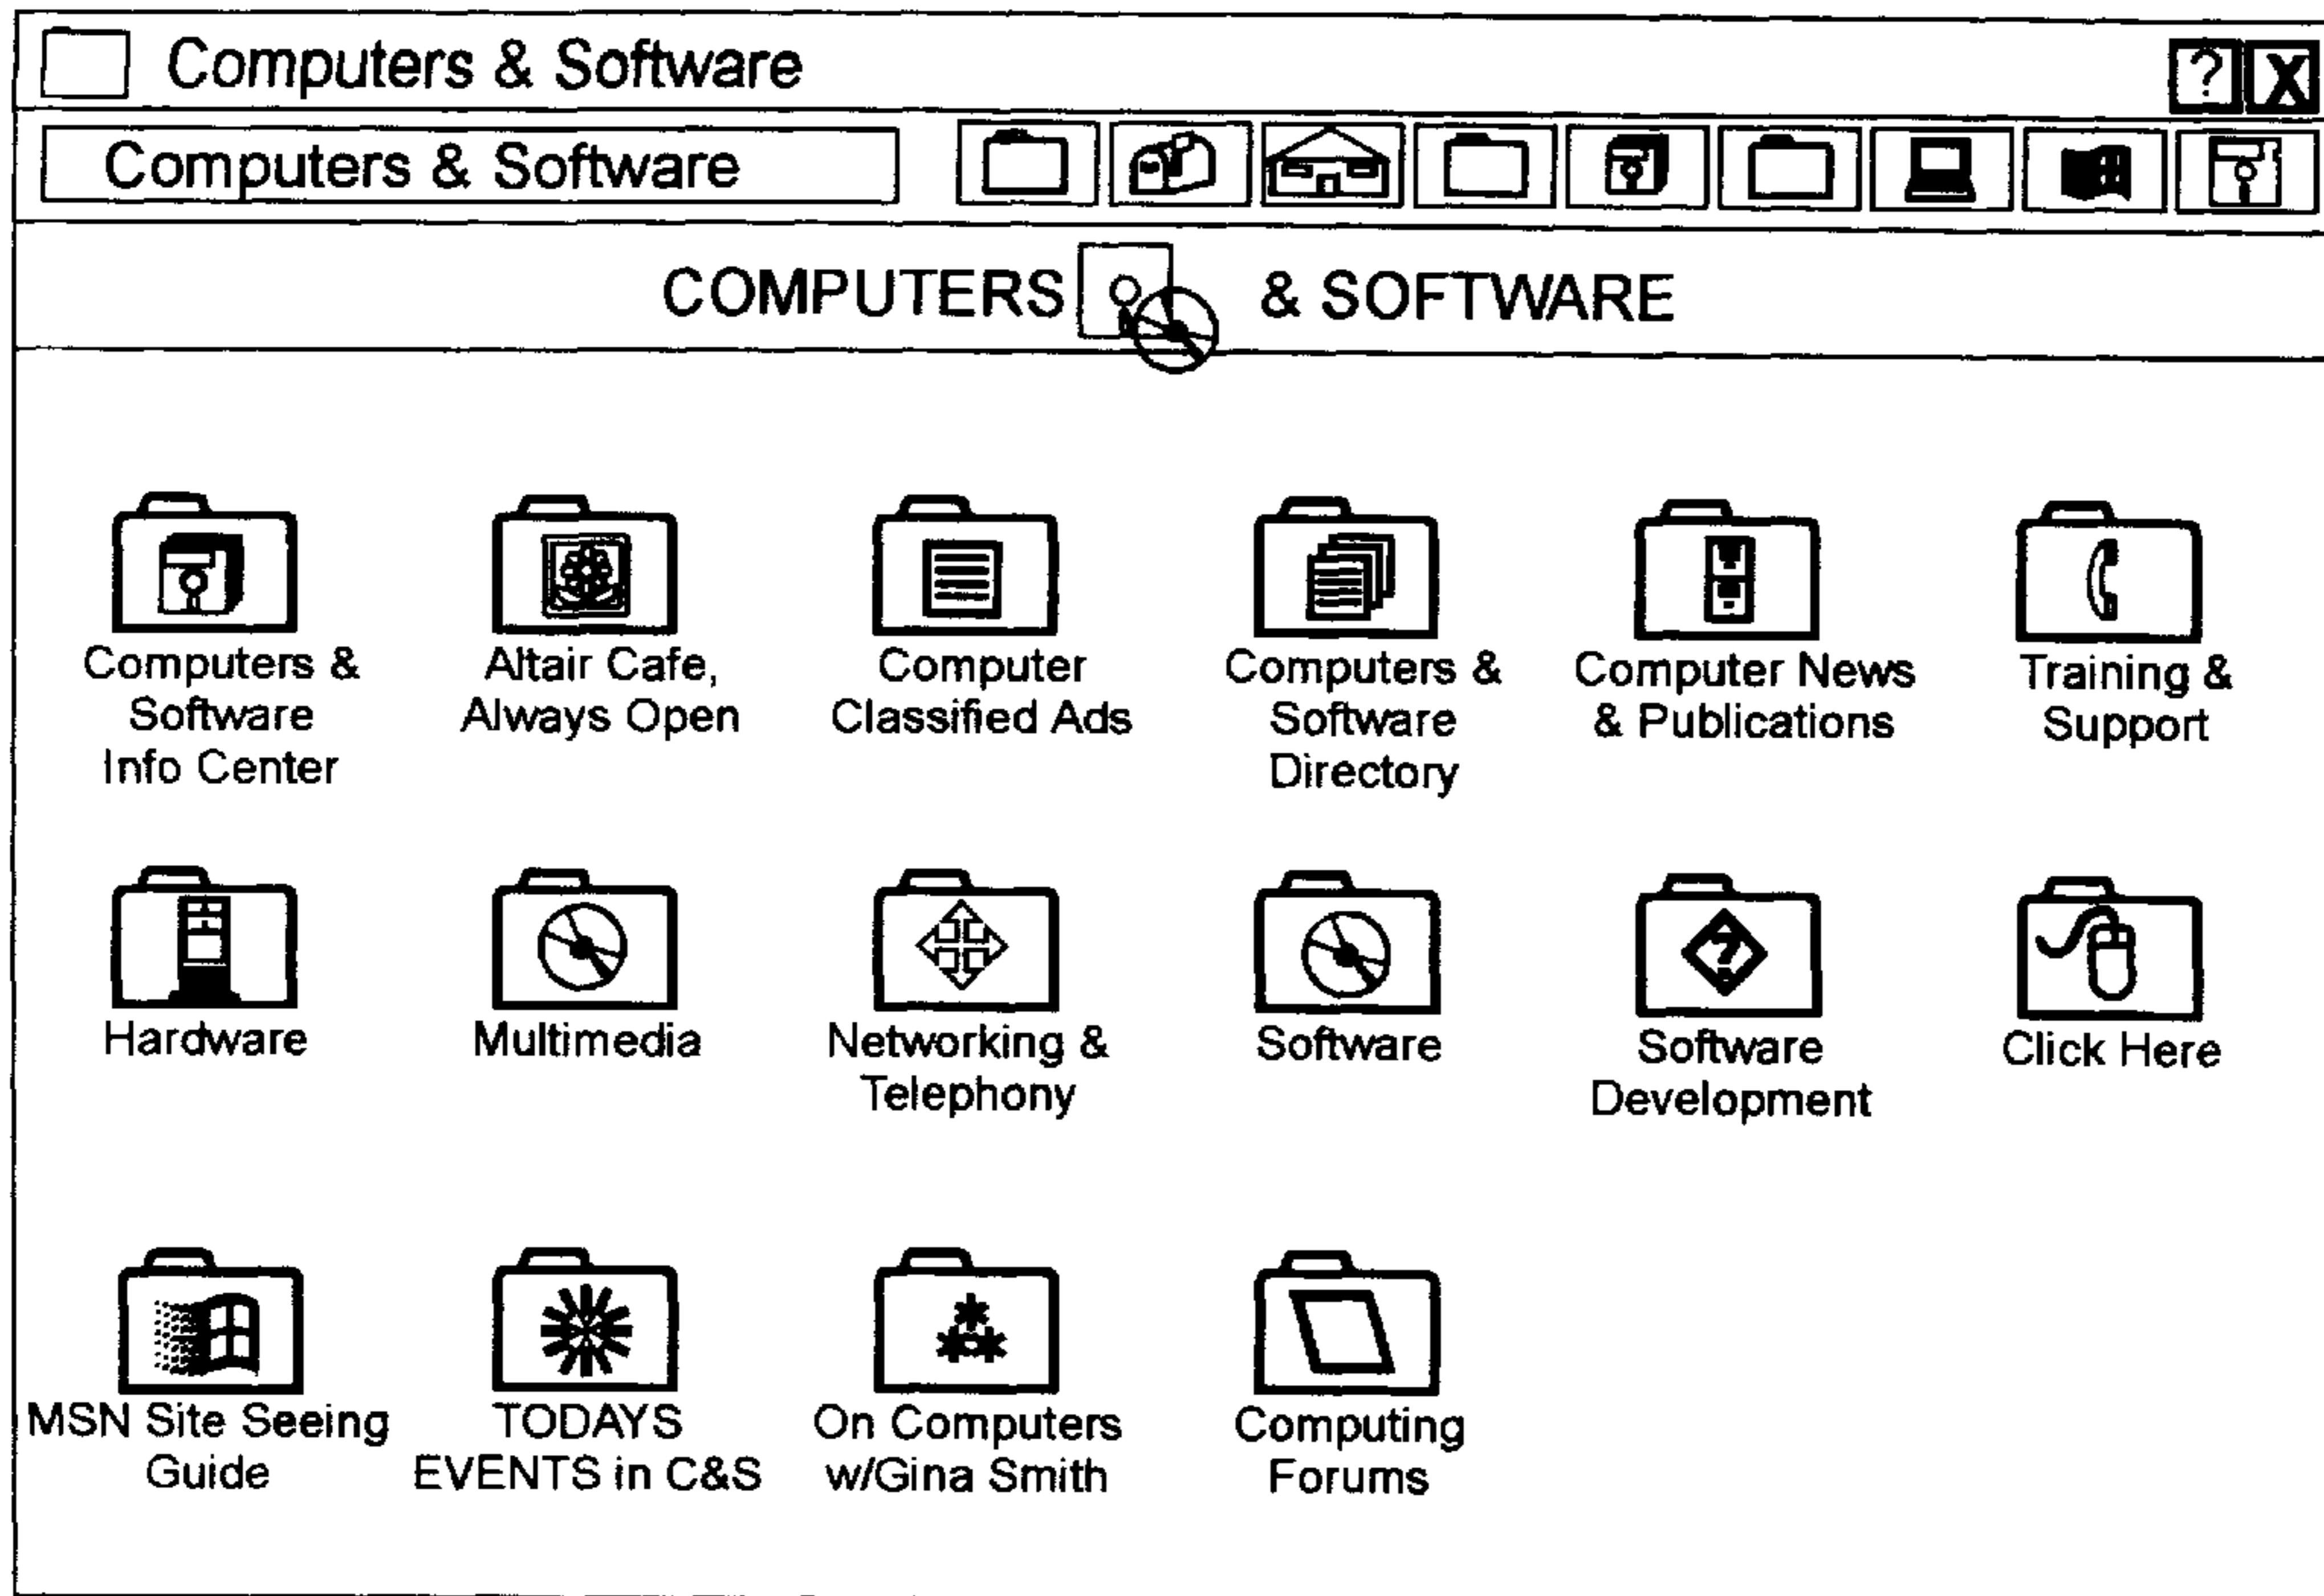 Computers & Software
? X
Computers & Software
COMPUTERS & SOFTWARE
Computers &
Software
Info Center
Altair Cafe,
Always Open
Computer
Classified Ads
Computers &
Software
Directory
Computer News
& Publications
Training &
Support
Hardware
Multimedia
Networking &
Telephony
Software
?
Software
Development
Click Here
MSN Site Seeing
Guide
TODAYS
EVENTS in C&S
On Computers
w/Gina Smith
Computing
Forums